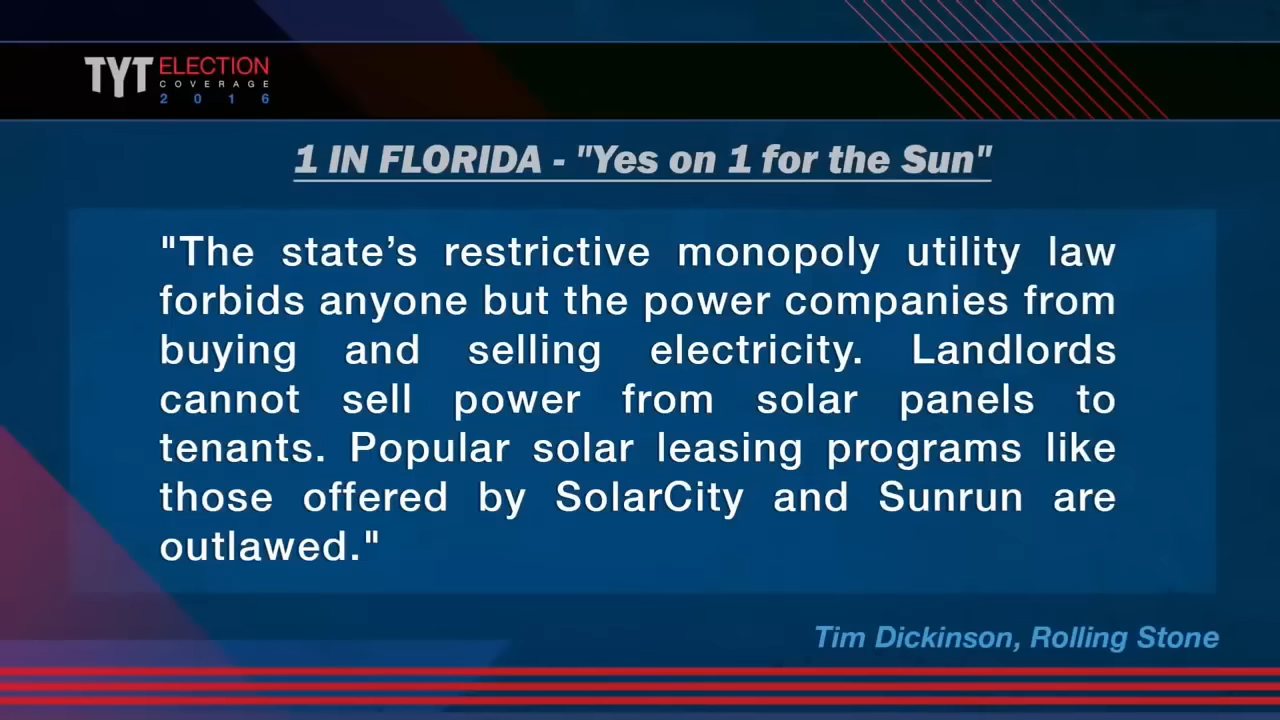 TYT ELECTION
COVERAGE
2016
1 IN FLORIDA - "Yes on 1 for the Sun"
"The state’s restrictive monopoly utility law
forbids anyone but the power companies from
buying and selling electricity. Landlords
cannot sell power from solar panels to
tenants. Popular solar leasing programs like
those offered by SolarCity and Sunrun are
outlawed."
Tim Dickinson, Rolling Stone